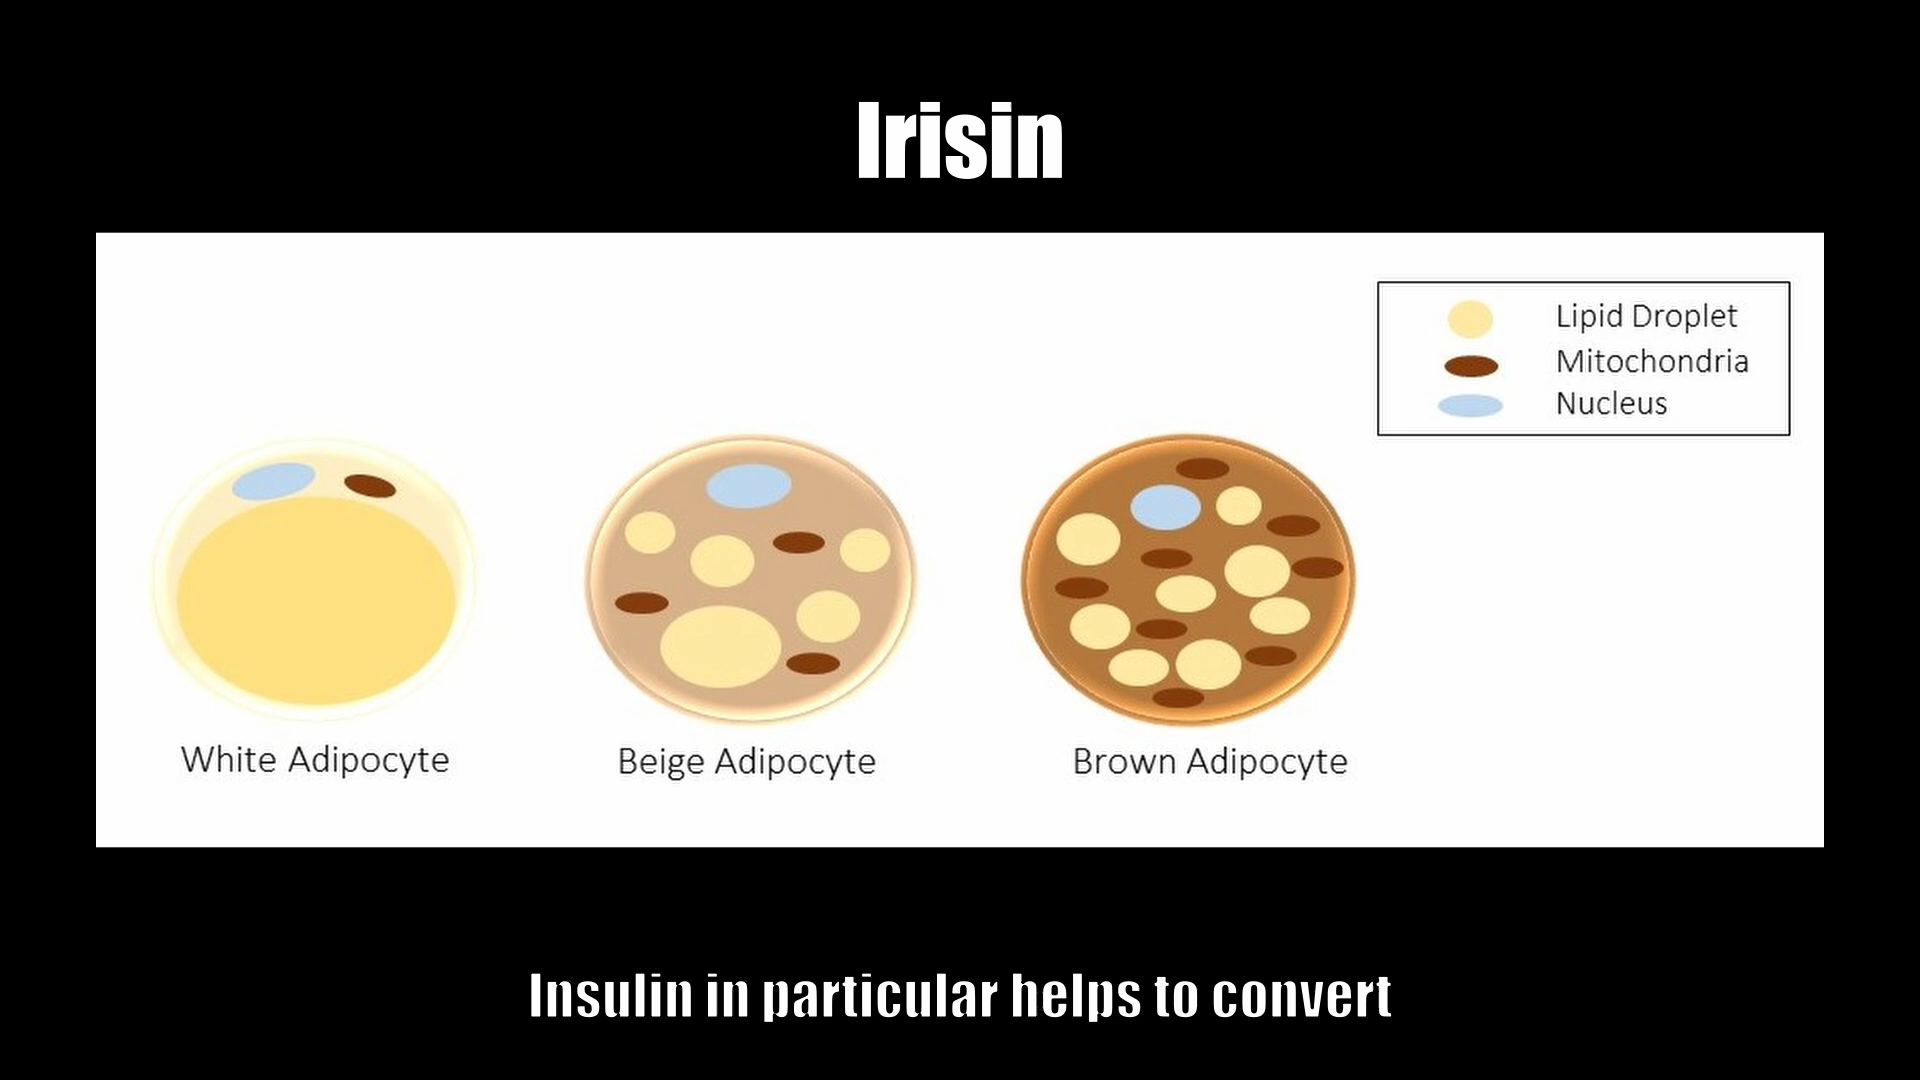 Irisin
Lipid Droplet
Mitochondria
Nucleus
White Adipocyte
Beige Adipocyte
Brown Adipocyte
Insulin in particular helps to convert